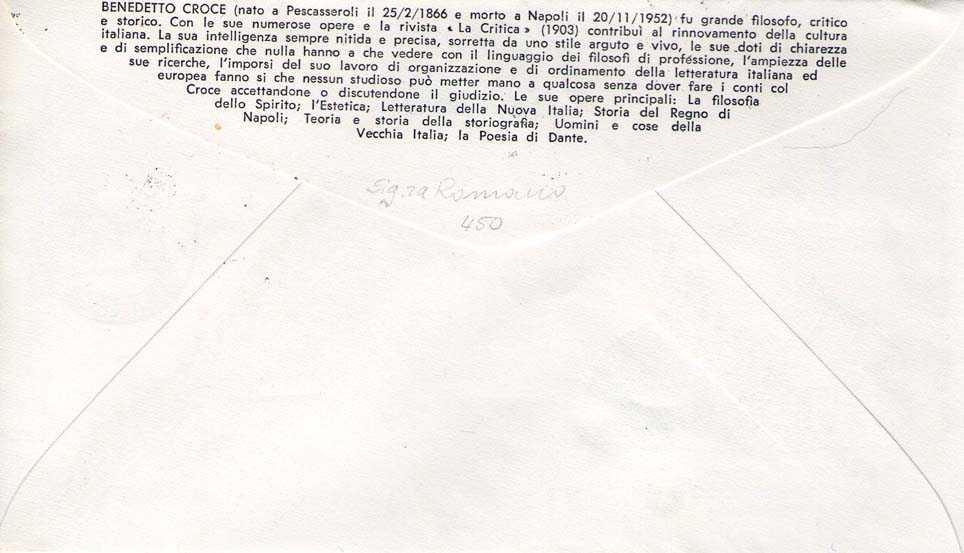 BENEDETTO CROCE (nato a Pescasseroli il 25/2/1866 e morto a Napoli il 20/11/1952) fu grande filosofo, critico
e storico. Con le sue numerose opere e la rivista « La Critica » (1903) contribuì al rinnovamento della cultura
italiana. La sua intelligenza sempre nitida e precisa, sorretta da uno stile arguto e vivo, le sue doti di chiarezza
e di semplificazione che nulla hanno a che vedere con il linguaggio dei filosofi di proféssione, l'ampiezza delle
sue ricerche, l'imporsi del suo lavoro di organizzazione e di ordinamento della letteratura italiana ed
europea fanno si che nessun studioso può metter mano a qualcosa senza dover fare i conti col
Croce accettandone o discutendone il giudizio. Le sue opere principali: La filosofia
dello Spirito; l'Estetica; Letteratura della Nuova Italia; Storia del Regno di
Napoli; Teoria e storia della storiografia; Uomini e cose della
Vecchia Italia; la Poesia di Dante.
Sig.ra Romano
450